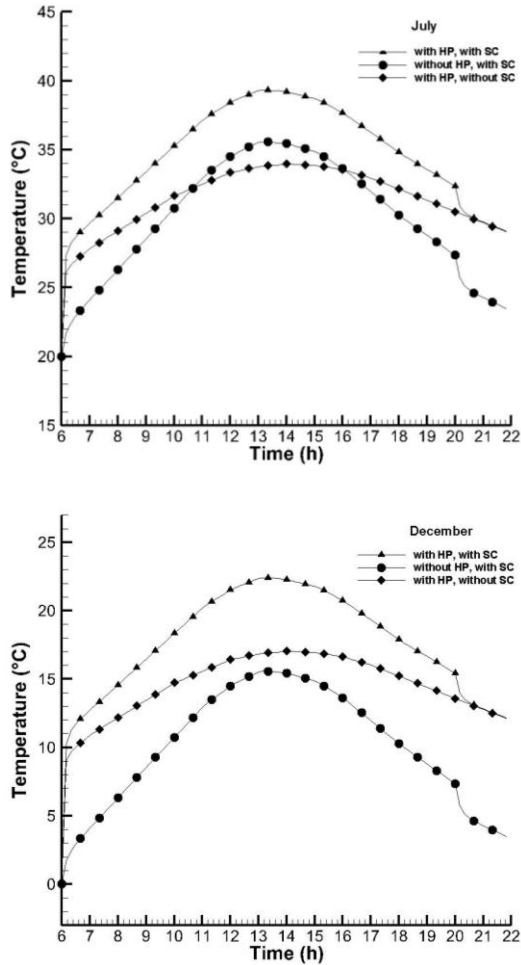 July
with HP, with SC
without HP, with SC
with HP, without SC
Temperature (°C)
45
40
35
30
25
20
15
6 7 8 9 10 11 12 13 14 15 16 17 18 19 20 21 22
Time (h)
December
with HP, with SC
without HP, with SC
with HP, without SC
Temperature (°C)
25
20
15
10
5
0
6 7 8 9 10 11 12 13 14 15 16 17 18 19 20 21 22
Time (h)